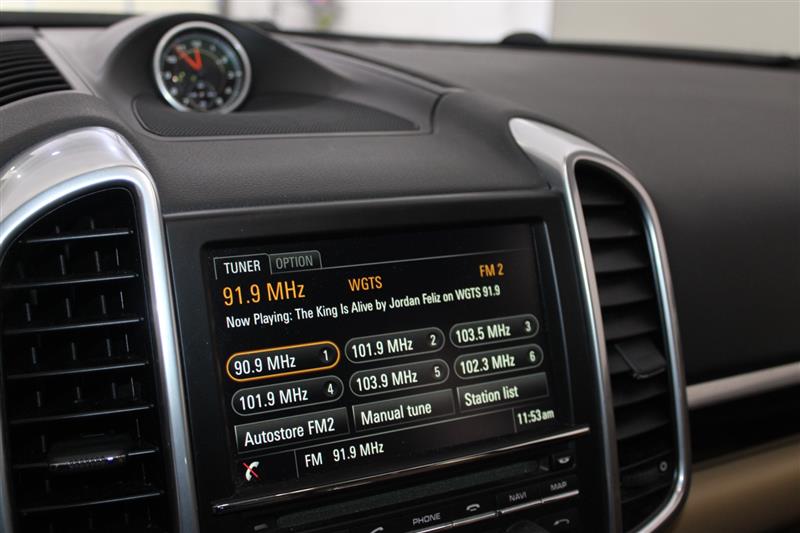 TUNER OPTION
91.9 MHz WGTS FM 2
Now Playing: The King Is Alive by Jordan Feliz on WGTS 91.9
90.9 MHz 1 101.9 MHz 2 103.5 MHz 3
101.9 MHz 4 103.9 MHz 5 102.3 MHz 6
Autostore FM2 Manual tune Station list
11:53 am
FM 91.9 MHz
PHONE NAVI MAP